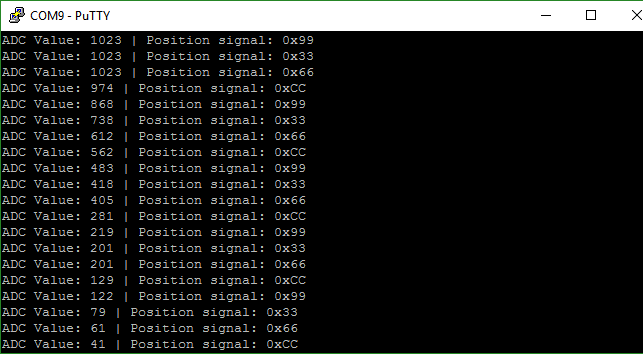 COM9 - PuTTY
ADC Value: 1023 | Position signal: 0x99
ADC Value: 1023 | Position signal: 0x33
ADC Value: 1023 | Position signal: 0x66
ADC Value: 974 | Position signal: 0xCC
ADC Value: 868 | Position signal: 0x99
ADC Value: 738 | Position signal: 0x33
ADC Value: 612 | Position signal: 0x66
ADC Value: 562 | Position signal: 0xCC
ADC Value: 483 | Position signal: 0x99
ADC Value: 418 | Position signal: 0x33
ADC Value: 405 | Position signal: 0x66
ADC Value: 281 | Position signal: 0xCC
ADC Value: 219 | Position signal: 0x99
ADC Value: 201 | Position signal: 0x33
ADC Value: 201 | Position signal: 0x66
ADC Value: 129 | Position signal: 0xCC
ADC Value: 122 | Position signal: 0x99
ADC Value: 79 | Position signal: 0x33
ADC Value: 61 | Position signal: 0x66
ADC Value: 41 | Position signal: 0xCC